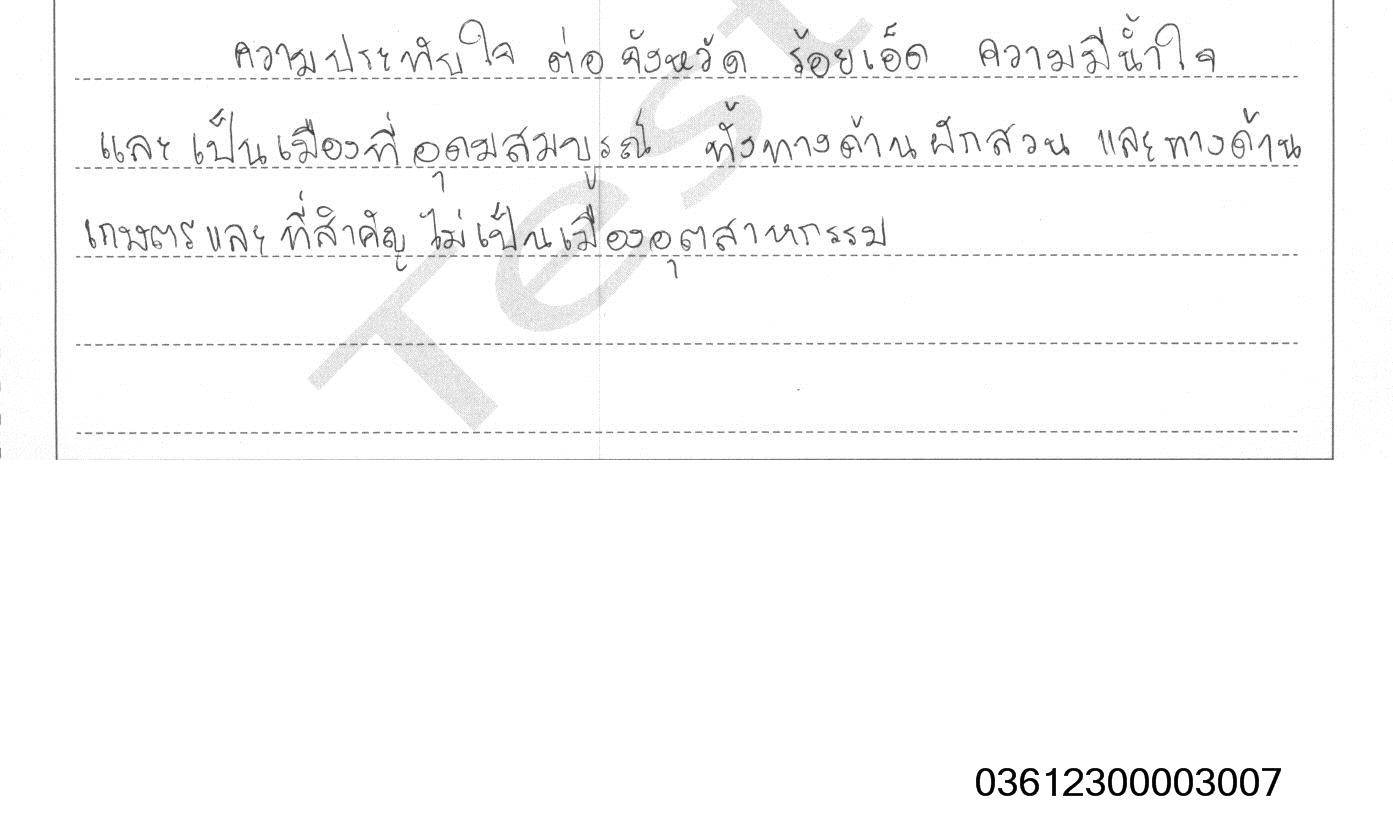 ความประทับใจ ต่อ จังหวัด ร้อยเอ็ด ความมีน้ำใจ
และ เป็นเมืองที่อุดมสมบูรณ์ ทั้งทางด้าน ผักสวน และทางด้าน
เกษตร และ ที่สำคัญ ไม่เป็นเมืองอุตสาหกรรม
Test
03612300003007